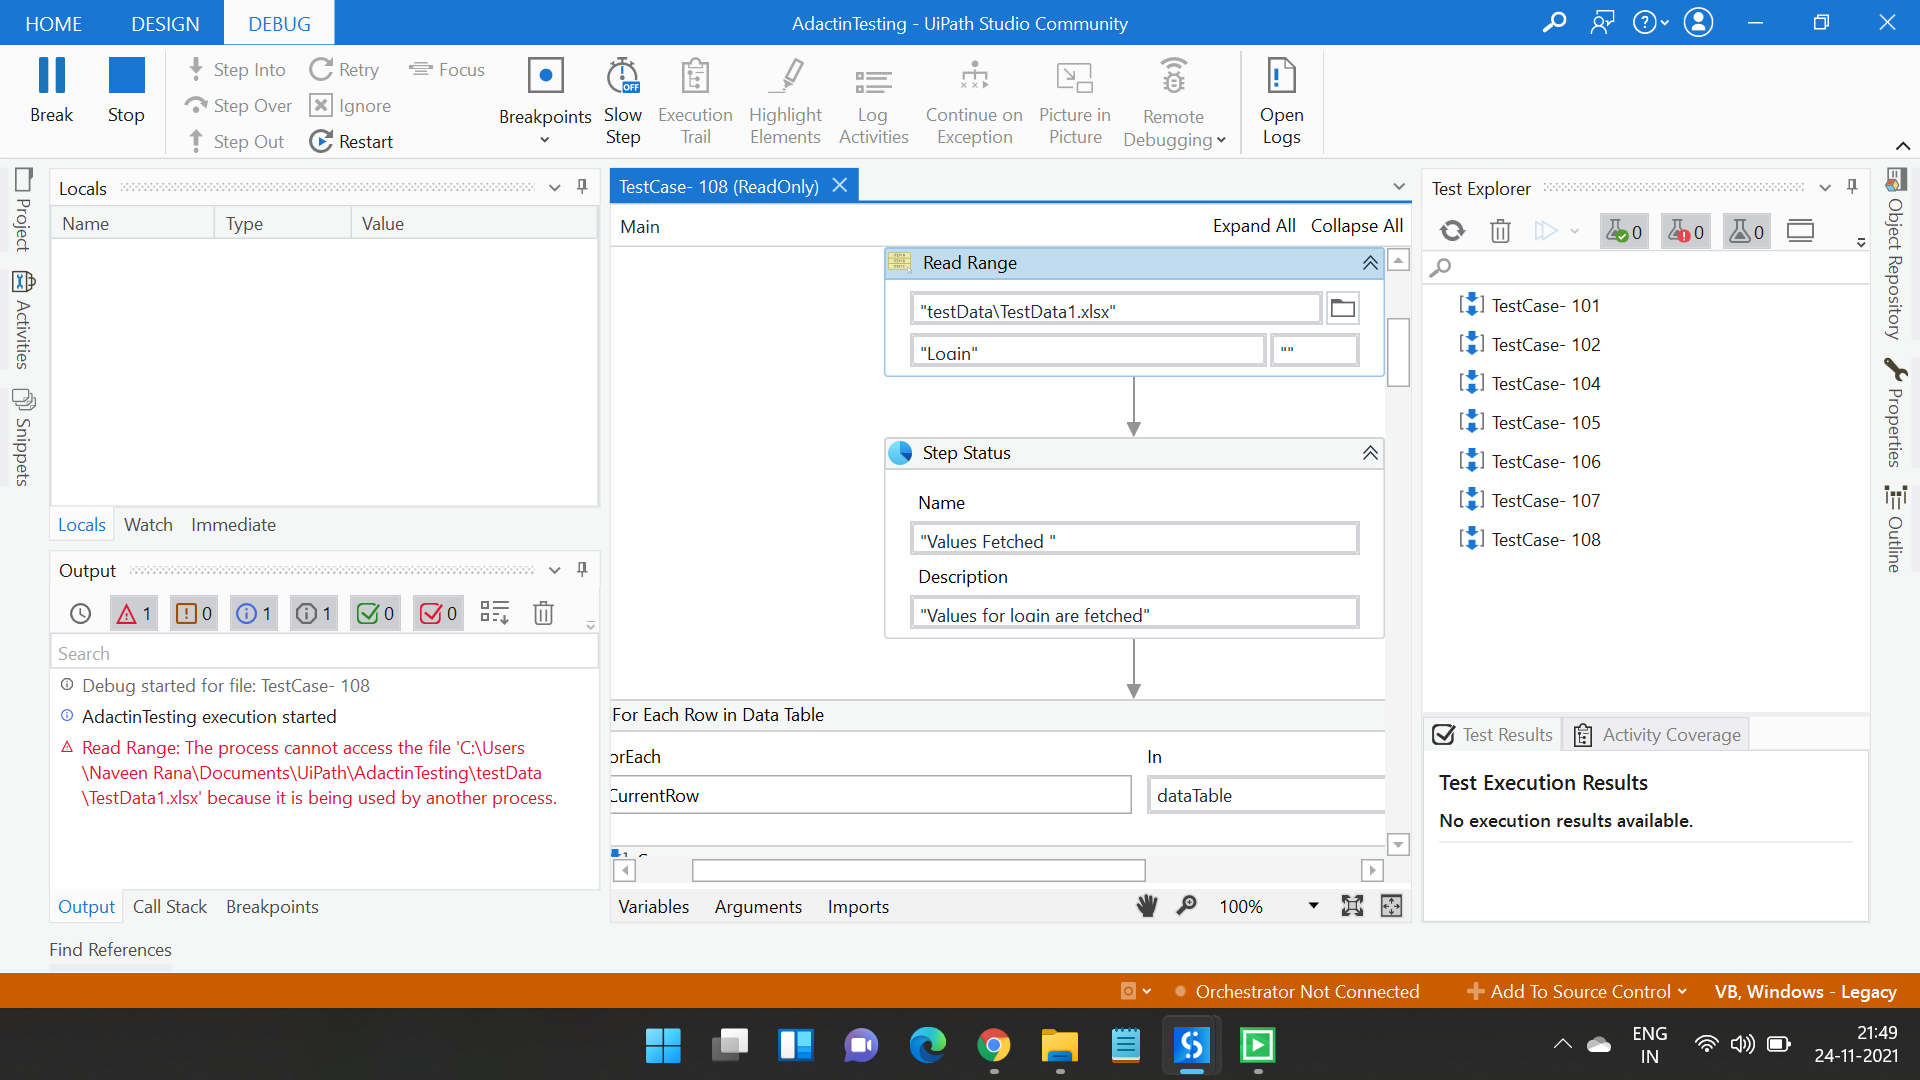 HOME DESIGN DEBUG
AdactinTesting - UiPath Studio Community
Break
Stop
Step Into
Step Over
Step Out
Retry
Ignore
Restart
Focus
Breakpoints
Slow
Step
OFF
Execution
Trail
Highlight
Elements
Log
Activities
Continue on
Exception
Picture in
Picture
Remote
Debugging
Open
Logs
Project
Activities
Snippets
Locals
Name Type Value
Locals Watch Immediate
Output
1 0 1 1 0 0
Search
Debug started for file: TestCase- 108
AdactinTesting execution started
Read Range: The process cannot access the file 'C:\Users
\Naveen Rana\Documents\UiPath\AdactinTesting\testData
\TestData1.xlsx' because it is being used by another process.
Output Call Stack Breakpoints
Find References
TestCase- 108 (ReadOnly)
Main
Expand All Collapse All
Read Range
"testData\TestData1.xlsx"
"Login" ""
Step Status
Name
"Values Fetched "
Description
"Values for login are fetched"
For Each Row in Data Table
orEach In
CurrentRow dataTable
Variables Arguments Imports
100%
Test Explorer
0 0 0
TestCase- 101
TestCase- 102
TestCase- 104
TestCase- 105
TestCase- 106
TestCase- 107
TestCase- 108
Test Results Activity Coverage
Test Execution Results
No execution results available.
Object Repository
Properties
Outline
Orchestrator Not Connected
Add To Source Control
VB, Windows - Legacy
ENG
IN
21:49
24-11-2021